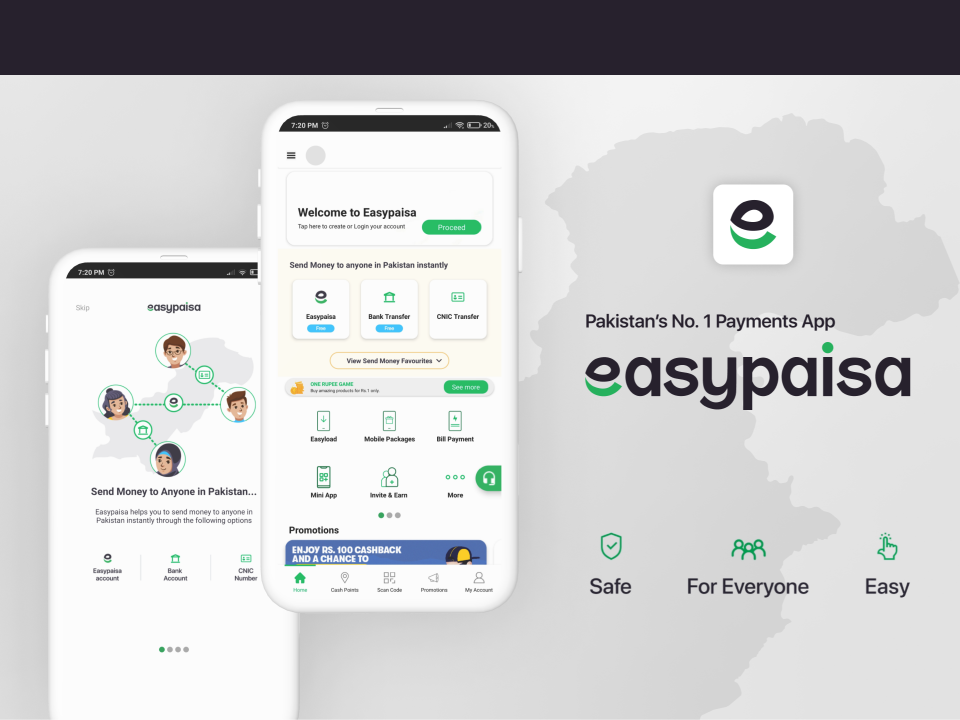 7:20 PM
Skip
easypaisa
Send Money to Anyone in Pakistan...
Easypaisa helps you to send money to anyone in
Pakistan instantly through the following options
Easypaisa
account
Bank
Account
CNIC
Number
7:20 PM
20%
Welcome to Easypaisa
Tap here to create or Login your account
Proceed
Send Money to anyone in Pakistan instantly
Easypaisa
Free
Bank Transfer
Free
CNIC Transfer
View Send Money Favourites
ONE RUPEE GAME
Buy amazing products for Rs.1 only.
See more
Easyload
Mobile Packages
Bill Payment
Mini App
Invite & Earn
More
Promotions
ENJOY RS. 100 CASHBACK
AND A CHANCE TO
Home
Cash Points
Scan Code
Promotions
My Account
Pakistan's No. 1 Payments App
easypaisa
Safe
For Everyone
Easy